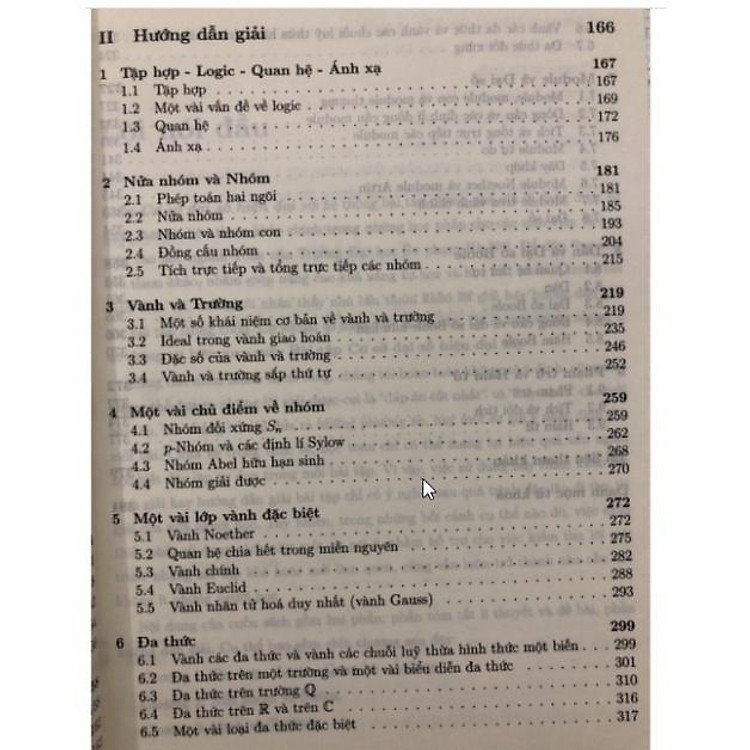 II Hướng dẫn giải 166
1 Tập hợp - Logic - Quan hệ - Ánh xạ 167
1.1 Tập hợp 167
1.2 Một vài vấn đề về logic 169
1.3 Quan hệ 172
1.4 Ánh xạ 176
2 Nửa nhóm và Nhóm 181
2.1 Phép toán hai ngôi 181
2.2 Nửa nhóm 185
2.3 Nhóm và nhóm con 193
2.4 Đồng cấu nhóm 204
2.5 Tích trực tiếp và tổng trực tiếp các nhóm 215
3 Vành và Trường 219
3.1 Một số khái niệm cơ bản về vành và trường 219
3.2 Ideal trong vành giao hoán 235
3.3 Đặc số của vành và trường 246
3.4 Vành và trường sắp thứ tự 252
4 Một vài chủ điểm về nhóm 259
4.1 Nhóm đối xứng Sₙ 259
4.2 p-Nhóm và các định lí Sylow 262
4.3 Nhóm Abel hữu hạn sinh 268
4.4 Nhóm giải được 270
5 Một vài lớp vành đặc biệt 272
5.1 Vành Noether 272
5.2 Quan hệ chia hết trong miền nguyên 275
5.3 Vành chính 282
5.4 Vành Euclid 288
5.5 Vành nhân tử hoá duy nhất (vành Gauss) 293
6 Đa thức 299
6.1 Vành các đa thức và vành các chuỗi luỹ thừa hình thức một biến 299
6.2 Đa thức trên một trường và một vài biểu diễn đa thức 301
6.3 Đa thức trên trường ℚ 310
6.4 Đa thức trên ℝ và trên ℂ 316
6.5 Một vài loại đa thức đặc biệt 317